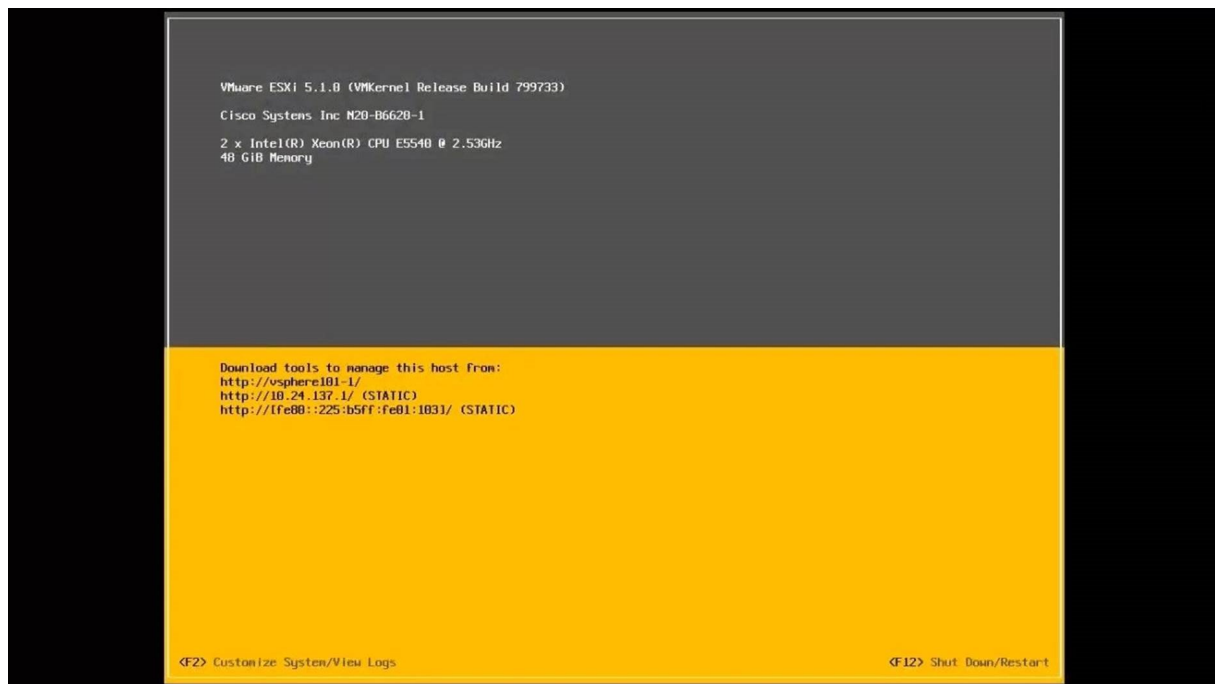 VMware ESXi 5.1.0 (VMKernel Release Build 799733)
Cisco Systems Inc N20-B6620-1
2 x Intel(R) Xeon(R) CPU E5540 @ 2.53GHz
48 GiB Memory
Download tools to manage this host from:
http://vsphere101-1/
http://10.24.137.1/ (STATIC)
http://[fe80::225:b5ff:fe01:103]/ (STATIC)
<F2> Customize System/View Logs
<F12> Shut Down/Restart